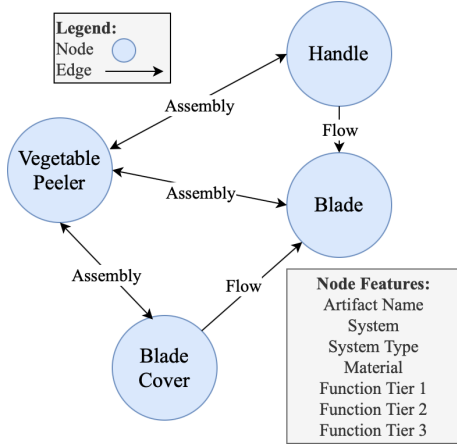 Legend:
Node
Edge
Handle
Assembly
Flow
Vegetable
Peeler
Assembly
Blade
Assembly
Flow
Blade
Cover
Node Features:
Artifact Name
System
System Type
Material
Function Tier 1
Function Tier 2
Function Tier 3